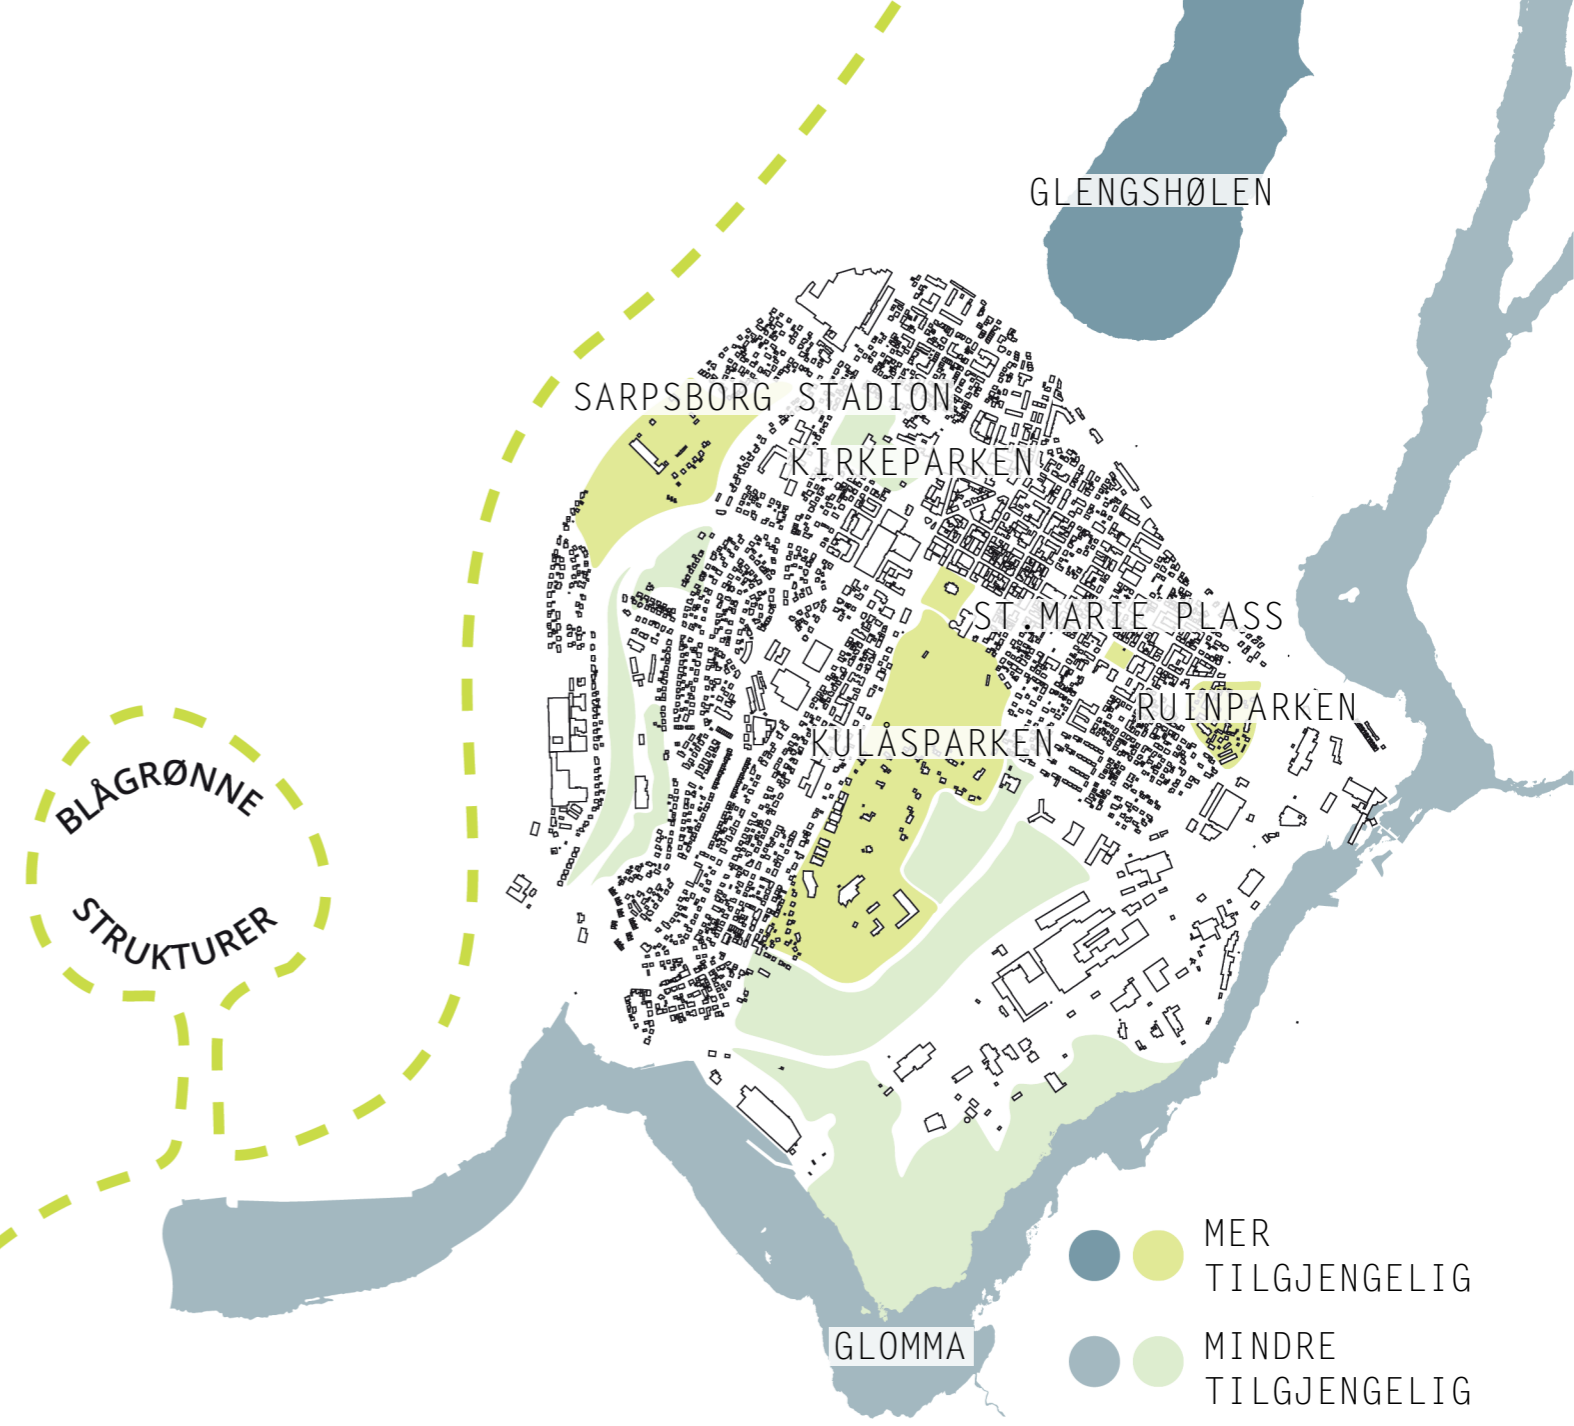 GLENGSHØLEN
SARPSBORG STADION
KIRKEPARKEN
ST.MARIE PLASS
RUINPARKEN
KULÅSPARKEN
BLÅGRØNNE
STRUKTURER
MER
TILGJENGELIG
GLOMMA
MINDRE
TILGJENGELIG